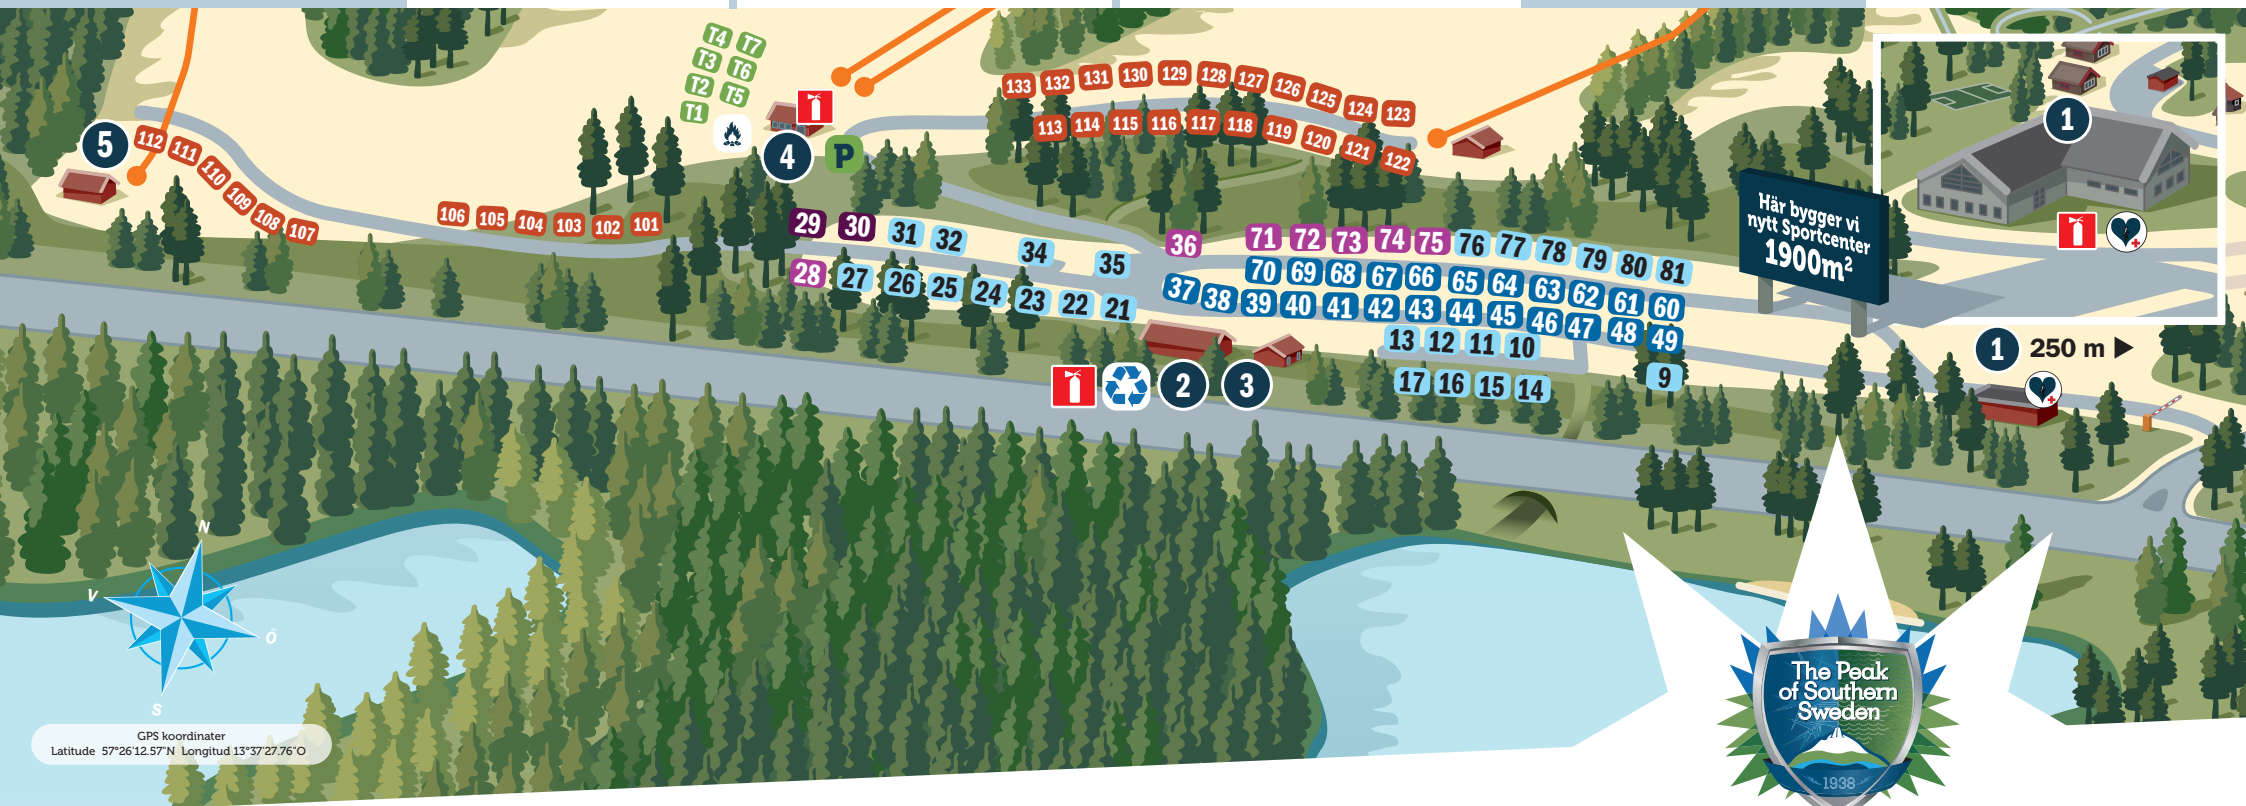 T4 T7
T3 T6
T2 T5
T1
133 132 131 130 129 128 127 126 125 124 123
113 114 115 116 117 118 119 120 121 122
5
112 111 110 109 108 107
4
P
106 105 104 103 102 101
29 30 31 32 34 35 36
71 72 73 74 75 76 77 78 79 80 81
28 27 26 25 24 23 22 21
70 69 68 67 66 65 64 63 62 61 60
37 38 39 40 41 42 43 44 45 46 47 48 49
13 12 11 10
17 16 15 14
9
2 3
1
Här bygger vi
nytt Sportcenter
1900m²
1 250 m
N
V
Ö
S
GPS koordinater
Latitude 57°26'12.57"N Longitud 13°37'27.76"O
The Peak
of Southern
Sweden
1938